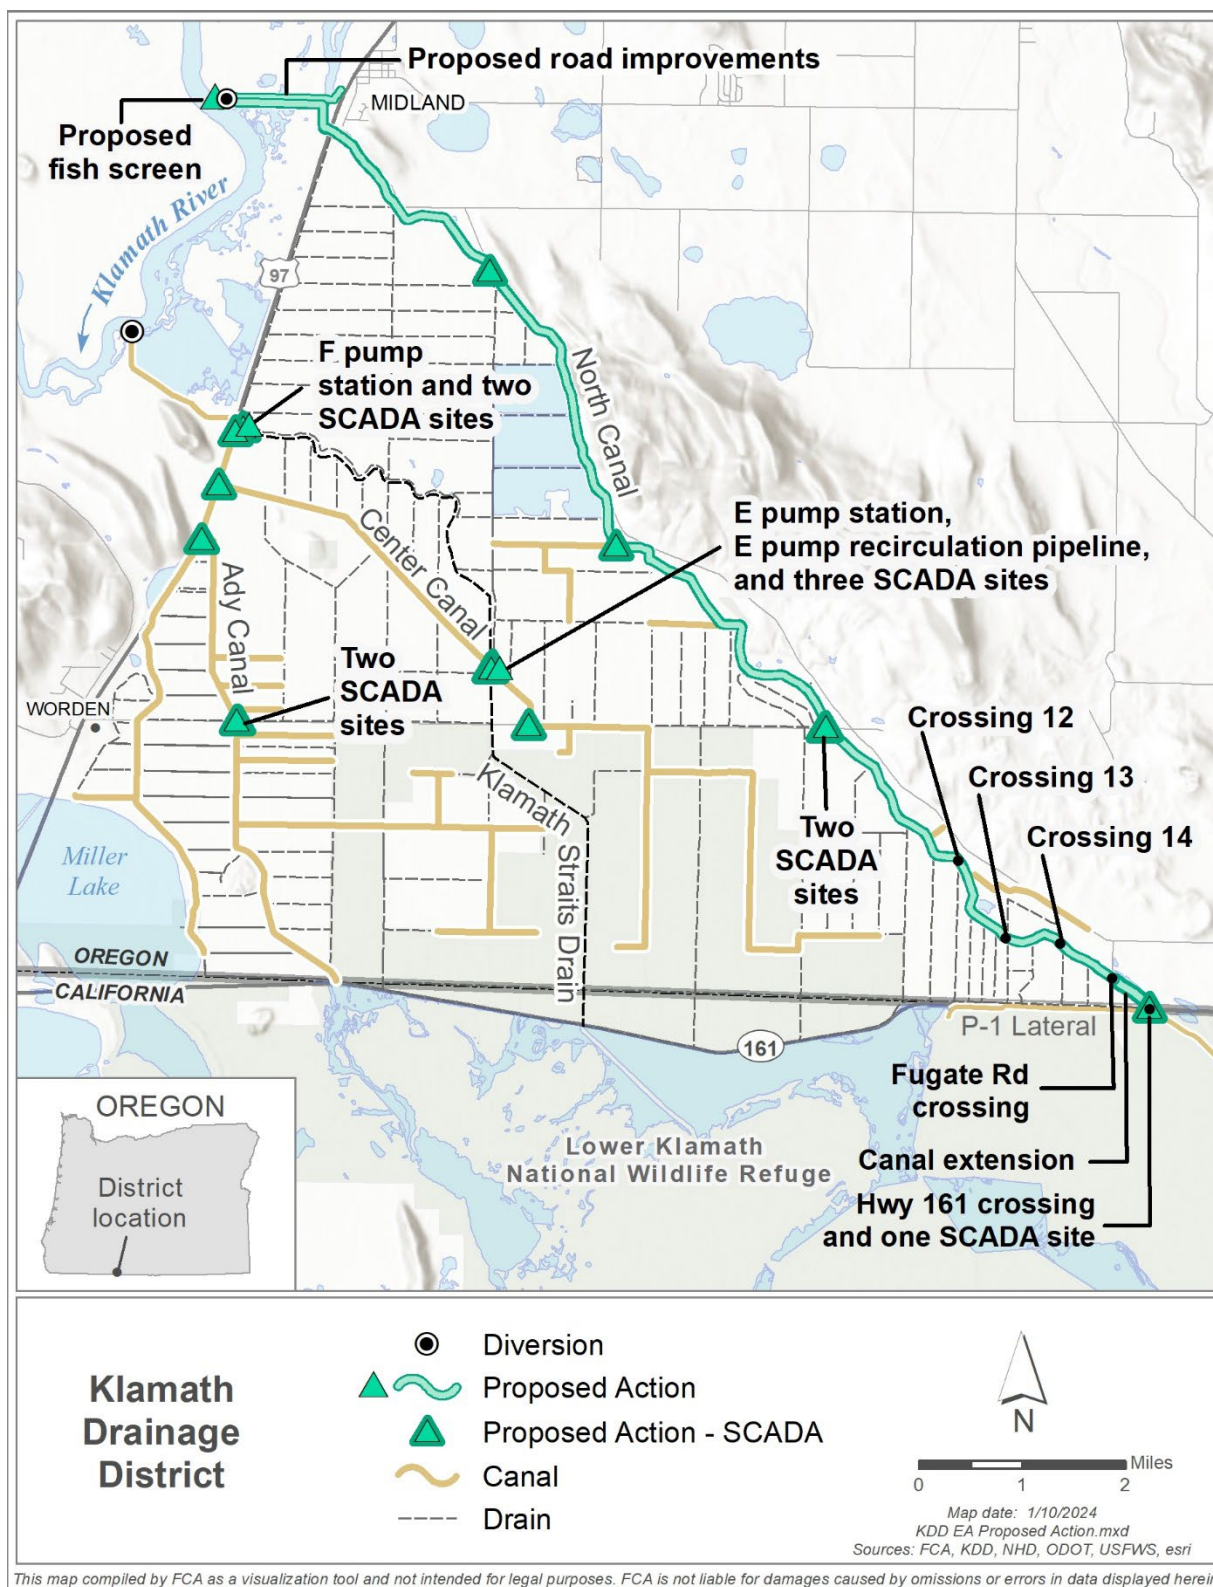 Proposed road improvements
MIDLAND
Proposed
fish screen
Klamath River
97
F pump
station and two
SCADA sites
North Canal
E pump station,
E pump recirculation pipeline,
and three SCADA sites
Center Canal
Ady Canal
Two
SCADA
sites
WORDEN
Crossing 12
Crossing 13
Crossing 14
Klamath Straits Drain
Two
SCADA
sites
Miller
Lake
OREGON
CALIFORNIA
P-1 Lateral
161
Fugate Rd
crossing
Lower Klamath
National Wildlife Refuge
Canal extension
Hwy 161 crossing
and one SCADA site
OREGON
District
location
Klamath
Drainage
District
Diversion
Proposed Action
Proposed Action - SCADA
Canal
Drain
N
Miles
0 1 2
Map date: 1/10/2024
KDD EA Proposed Action.mxd
Sources: FCA, KDD, NHD, ODOT, USFWS, esri
This map compiled by FCA as a visualization tool and not intended for legal purposes. FCA is not liable for damages caused by omissions or errors in data displayed herein